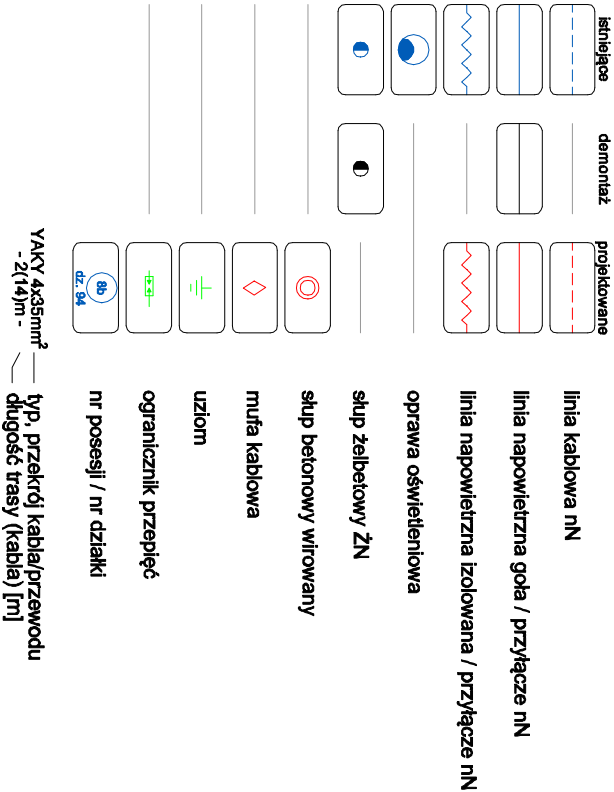 istniejące
demontaż
projektowane
linia kablowa nN
linia napowietrzna goła / przyłącze nN
linia napowietrzna izolowana / przyłącze nN
oprawa oświetleniowa
słup żelbetowy ŻN
słup betonowy wirowany
mufa kablowa
uziom
ogranicznik przepięć
8b
dz. 94
nr posesji / nr działki
YAKY 4x35mm²
- 2(14)m -
typ, przekrój kabla/przewodu
długość trasy (kabla) [m]